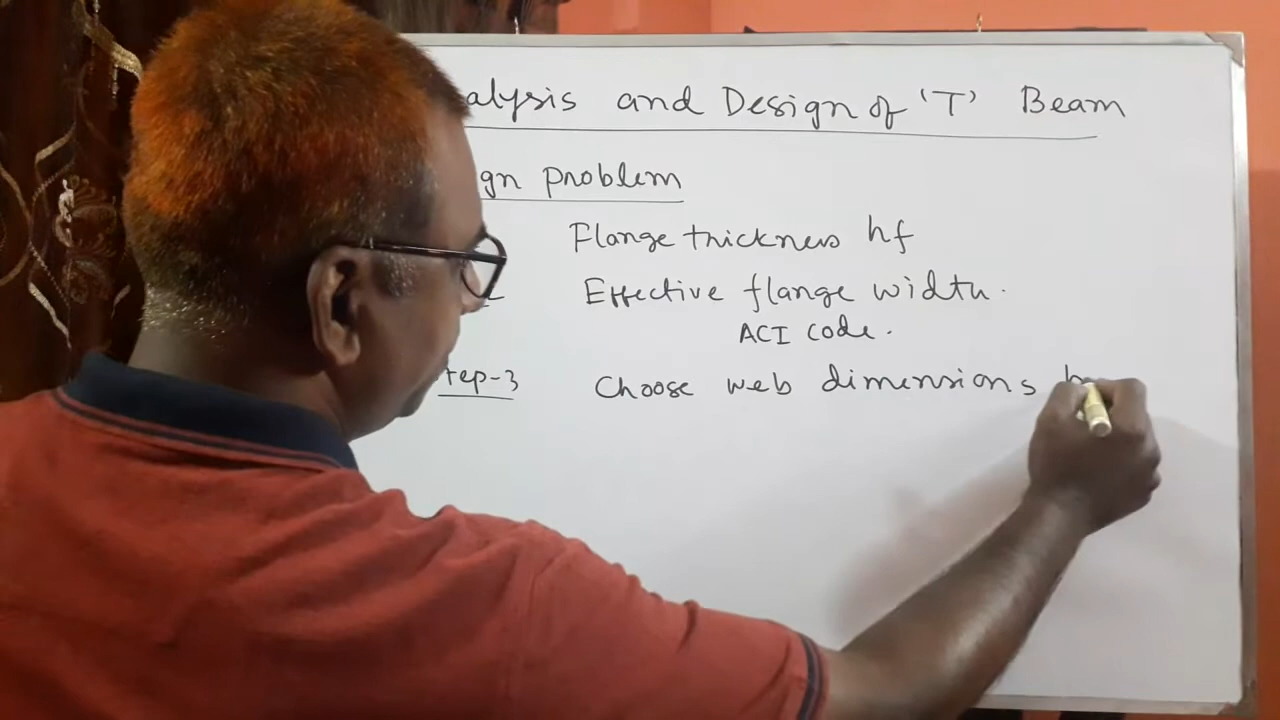 alysis and Design of 'T' Beam
gn problem
Flange thickness hf
Effective flange width.
ACI code.
tep-3 Choose web dimensions b